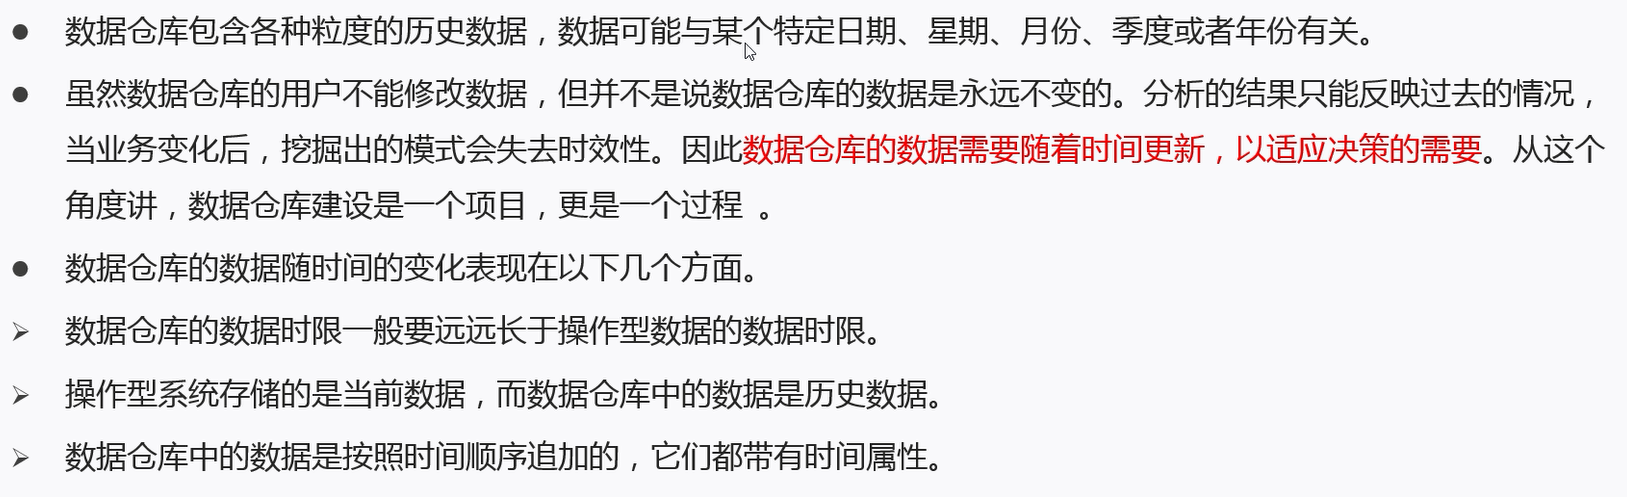 ● 数据仓库包含各种粒度的历史数据，数据可能与某个特定日期、星期、月份、季度或者年份有关。
● 虽然数据仓库的用户不能修改数据，但并不是说数据仓库的数据是永远不变的。分析的结果只能反映过去的情况，
当业务变化后，挖掘出的模式会失去时效性。因此数据仓库的数据需要随着时间更新，以适应决策的需要。从这个
角度讲，数据仓库建设是一个项目，更是一个过程 。
● 数据仓库的数据随时间的变化表现在以下几个方面。
➢ 数据仓库的数据时限一般要远远长于操作型数据的数据时限。
➢ 操作型系统存储的是当前数据，而数据仓库中的数据是历史数据。
➢ 数据仓库中的数据是按照时间顺序追加的，它们都带有时间属性。